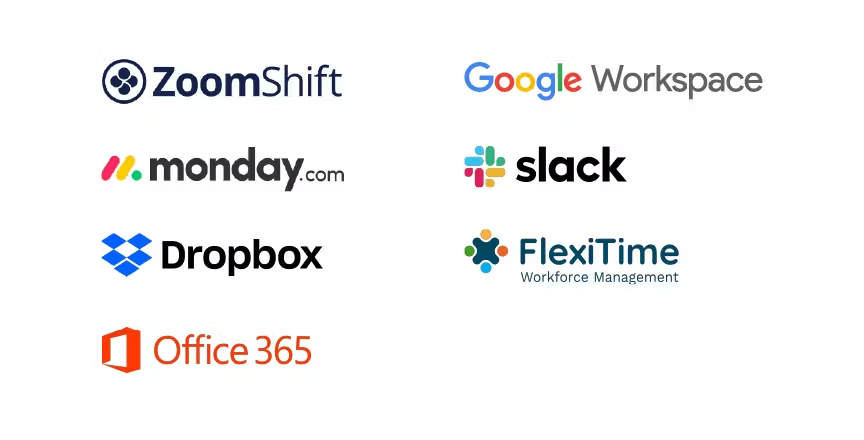 ZoomShift
Google Workspace
monday.com
slack
Dropbox
FlexiTime
Workforce Management
Office 365